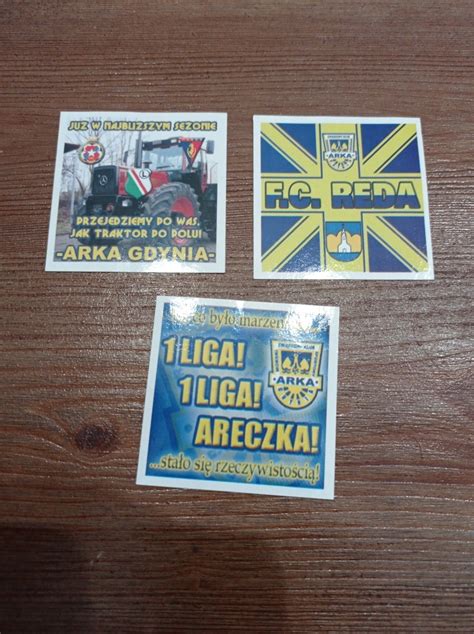 JUŻ W NAJBLIŻSZYM SEZONIE
L
PRZEJEDZIEMY PO WAS,
JAK TRAKTOR PO POLU!
-ARKA GDYNIA-
ARKA
F.C. REDA
było marzen
1 LIGA!
1 LIGA!
ARECZKA!
ARKA
...stało się rzeczywistością!